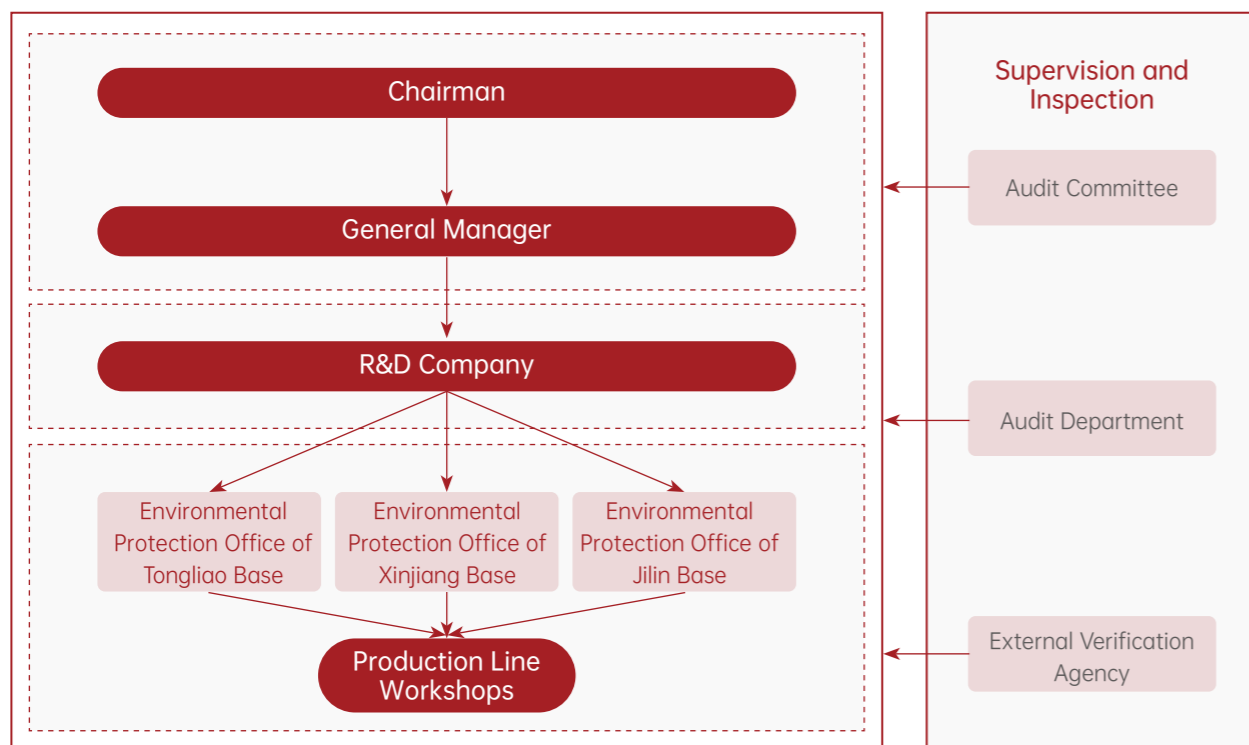 Chairman
General Manager
R&D Company
Environmental
Protection Office of
Tongliao Base
Environmental
Protection Office of
Xinjiang Base
Environmental
Protection Office of
Jilin Base
Production Line
Workshops
Supervision and
Inspection
Audit Committee
Audit Department
External Verification
Agency